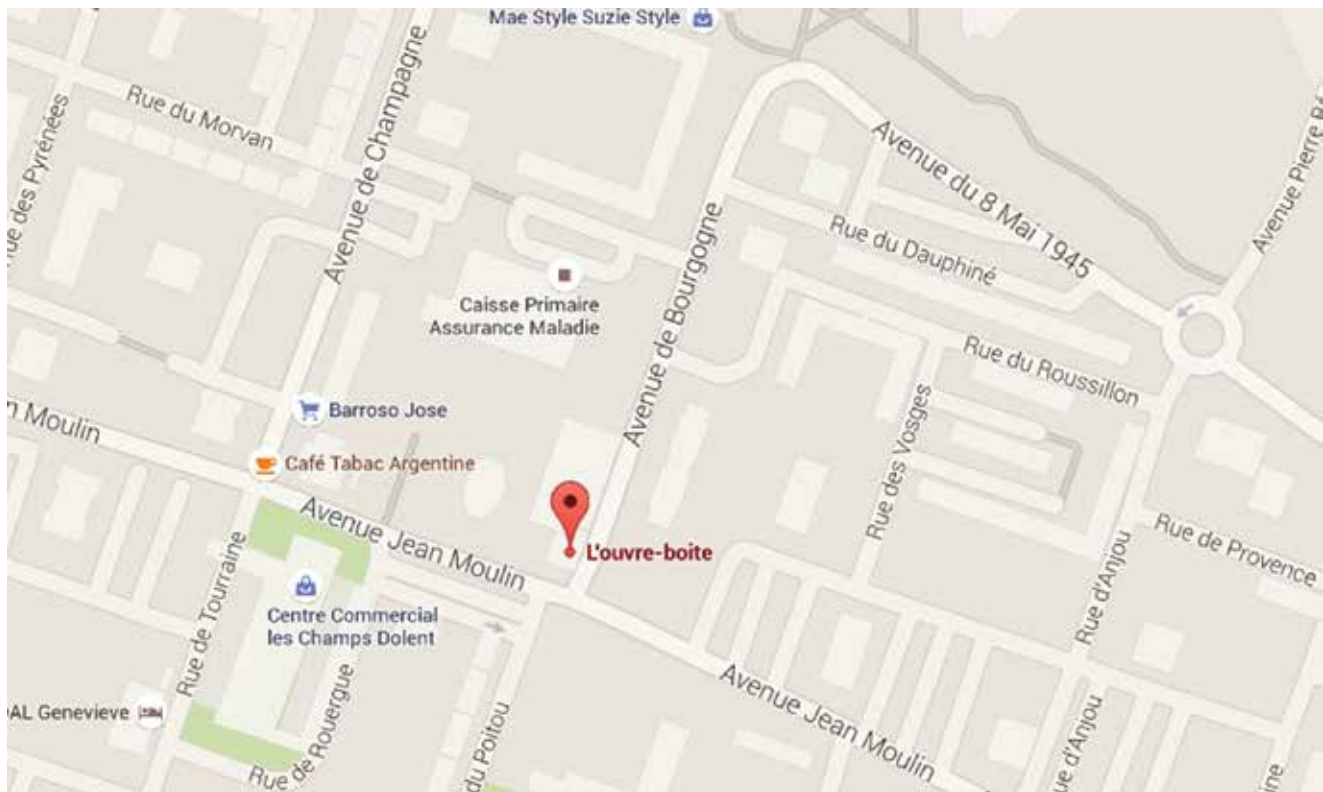 Mae Style Suzie Style
Rue du Morvan
Avenue de Champagne
Rue des Pyrénées
Avenue du 8 Mai 1945
Avenue Pierre
Rue du Dauphiné
Avenue de Bourgogne
Caisse Primaire
Assurance Maladie
Rue du Roussillon
Barroso Jose
n Moulin
Café Tabac Argentine
Rue des Vosges
Avenue Jean Moulin
L'ouvre-boite
Rue de Provence
Rue de Tourraine
Centre Commercial
les Champs Dolent
Rue d'Anjou
Avenue Jean Moulin
AL Genevieve
Rue de Rouergue
du Poitou
ue d'Anjou
ine